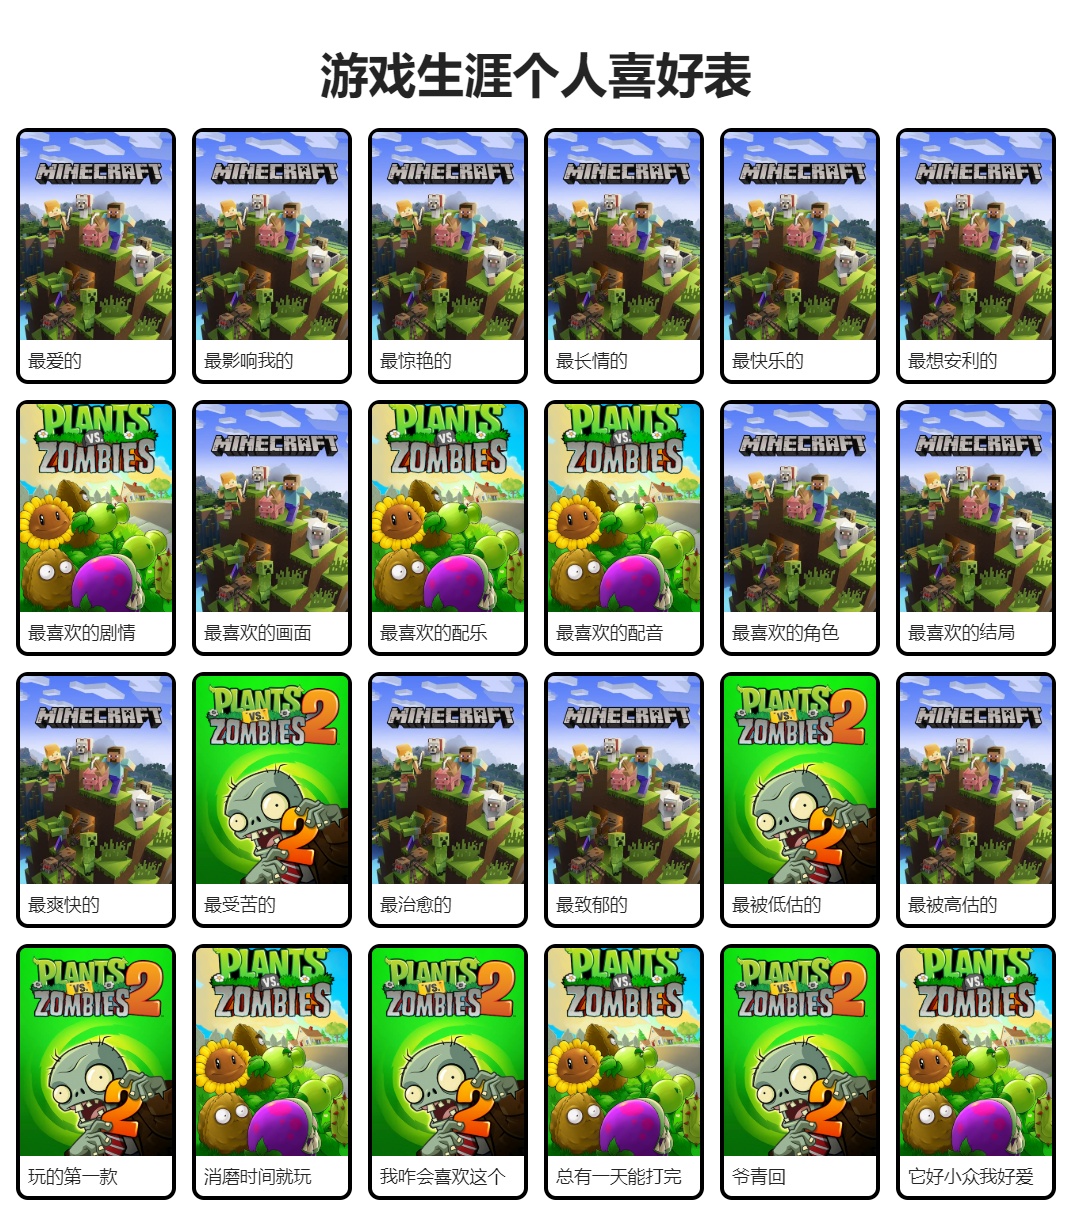 游戏生涯个人喜好表
MINECRAFT MINECRAFT MINECRAFT MINECRAFT MINECRAFT MINECRAFT
最爱的 最影响我的 最惊艳的 最长情的 最快乐的 最想安利的
PLANTS VS. ZOMBIES MINECRAFT PLANTS VS. ZOMBIES PLANTS VS. ZOMBIES MINECRAFT MINECRAFT
最喜欢的剧情 最喜欢的画面 最喜欢的配乐 最喜欢的配音 最喜欢的角色 最喜欢的结局
MINECRAFT PLANTS VS. ZOMBIES 2 MINECRAFT MINECRAFT PLANTS VS. ZOMBIES 2 MINECRAFT
最爽快的 最受苦的 最治愈的 最致郁的 最被低估的 最被高估的
PLANTS VS. ZOMBIES 2 PLANTS VS. ZOMBIES PLANTS VS. ZOMBIES 2 PLANTS VS. ZOMBIES PLANTS VS. ZOMBIES 2 PLANTS VS. ZOMBIES
玩的第一款 消磨时间就玩 我咋会喜欢这个 总有一天能打完 爷青回 它好小众我好爱